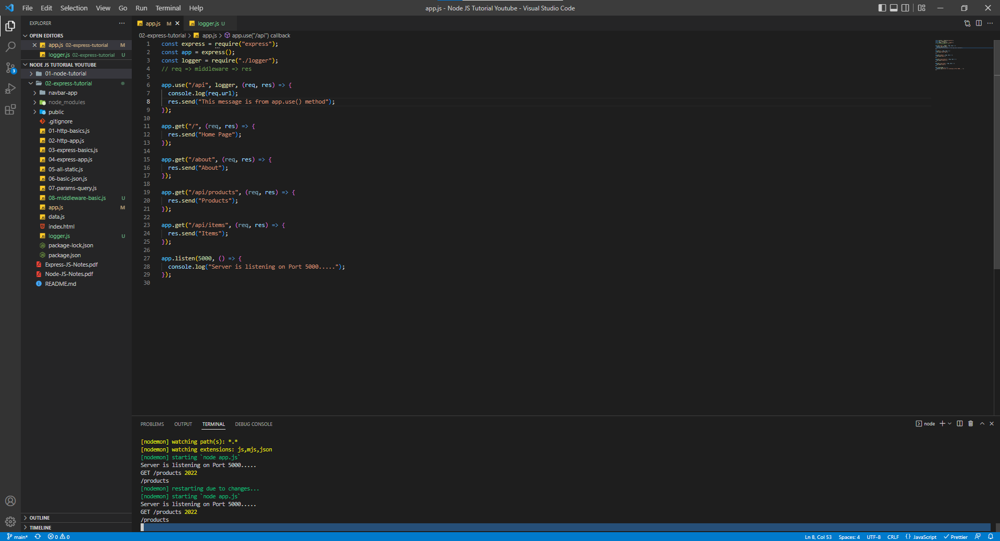 File Edit Selection View Go Run Terminal Help
app.js - Node JS Tutorial Youtube - Visual Studio Code
EXPLORER
OPEN EDITORS
app.js 02-express-tutorial M
logger.js 02-express-tutorial U
NODE JS TUTORIAL YOUTUBE
01-node-tutorial
02-express-tutorial
navbar-app
node_modules
public
.gitignore
01-http-basics.js
02-http-app.js
03-express-basics.js
04-express-app.js
05-all-static.js
06-basic-json.js
07-params-query.js
08-middleware-basic.js U
app.js M
data.js
index.html
logger.js U
package-lock.json
package.json
Express-JS-Notes.pdf
Node-JS-Notes.pdf
README.md
OUTLINE
TIMELINE
3
app.js M
logger.js U
02-express-tutorial > app.js > app.use("/api") callback
1 const express = require("express");
2 const app = express();
3 const logger = require("./logger");
4 // req => middleware => res
5
6 app.use("/api", logger, (req, res) => {
7 console.log(req.url);
8 res.send("This message is from app.use() method");
9 });
10
11 app.get("/", (req, res) => {
12 res.send("Home Page");
13 });
14
15 app.get("/about", (req, res) => {
16 res.send("About");
17 });
18
19 app.get("/api/products", (req, res) => {
20 res.send("Products");
21 });
22
23 app.get("/api/items", (req, res) => {
24 res.send("Items");
25 });
26
27 app.listen(5000, () => {
28 console.log("Server is listening on Port 5000.....");
29 });
30
PROBLEMS OUTPUT TERMINAL DEBUG CONSOLE
node
[nodemon] watching path(s): *.*
[nodemon] watching extensions: js,mjs,json
[nodemon] starting `node app.js`
Server is listening on Port 5000.....
GET /products 2022
/products
[nodemon] restarting due to changes...
[nodemon] starting `node app.js`
Server is listening on Port 5000.....
GET /products 2022
/products
main* 0 0
Ln 8, Col 53 Spaces: 4 UTF-8 CRLF {} JavaScript Prettier